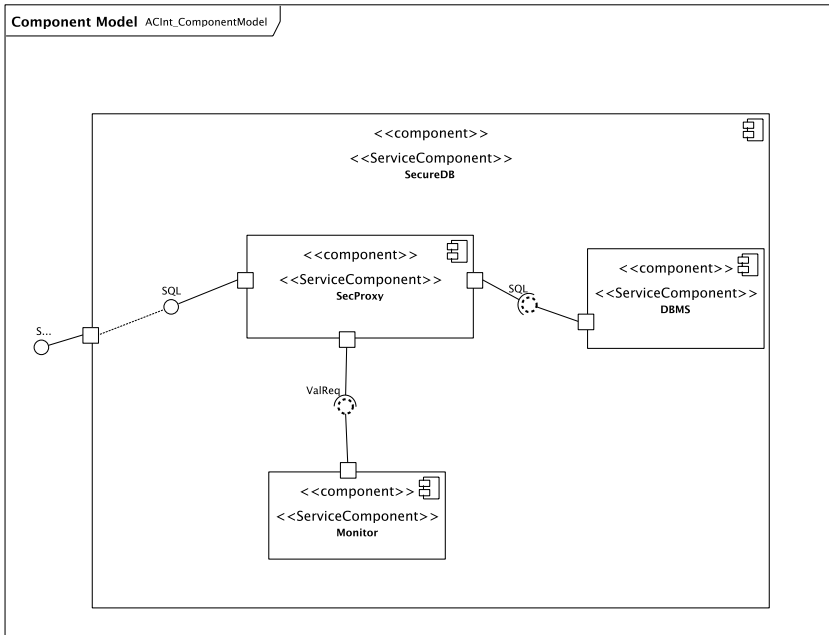 Component Model ACInt_ComponentModel
<<component>>
<<ServiceComponent>>
SecureDB
<<component>>
<<ServiceComponent>>
SecProxy
<<component>>
<<ServiceComponent>>
DBMS
SQL
SQL
S...
ValReq
<<component>>
<<ServiceComponent>>
Monitor